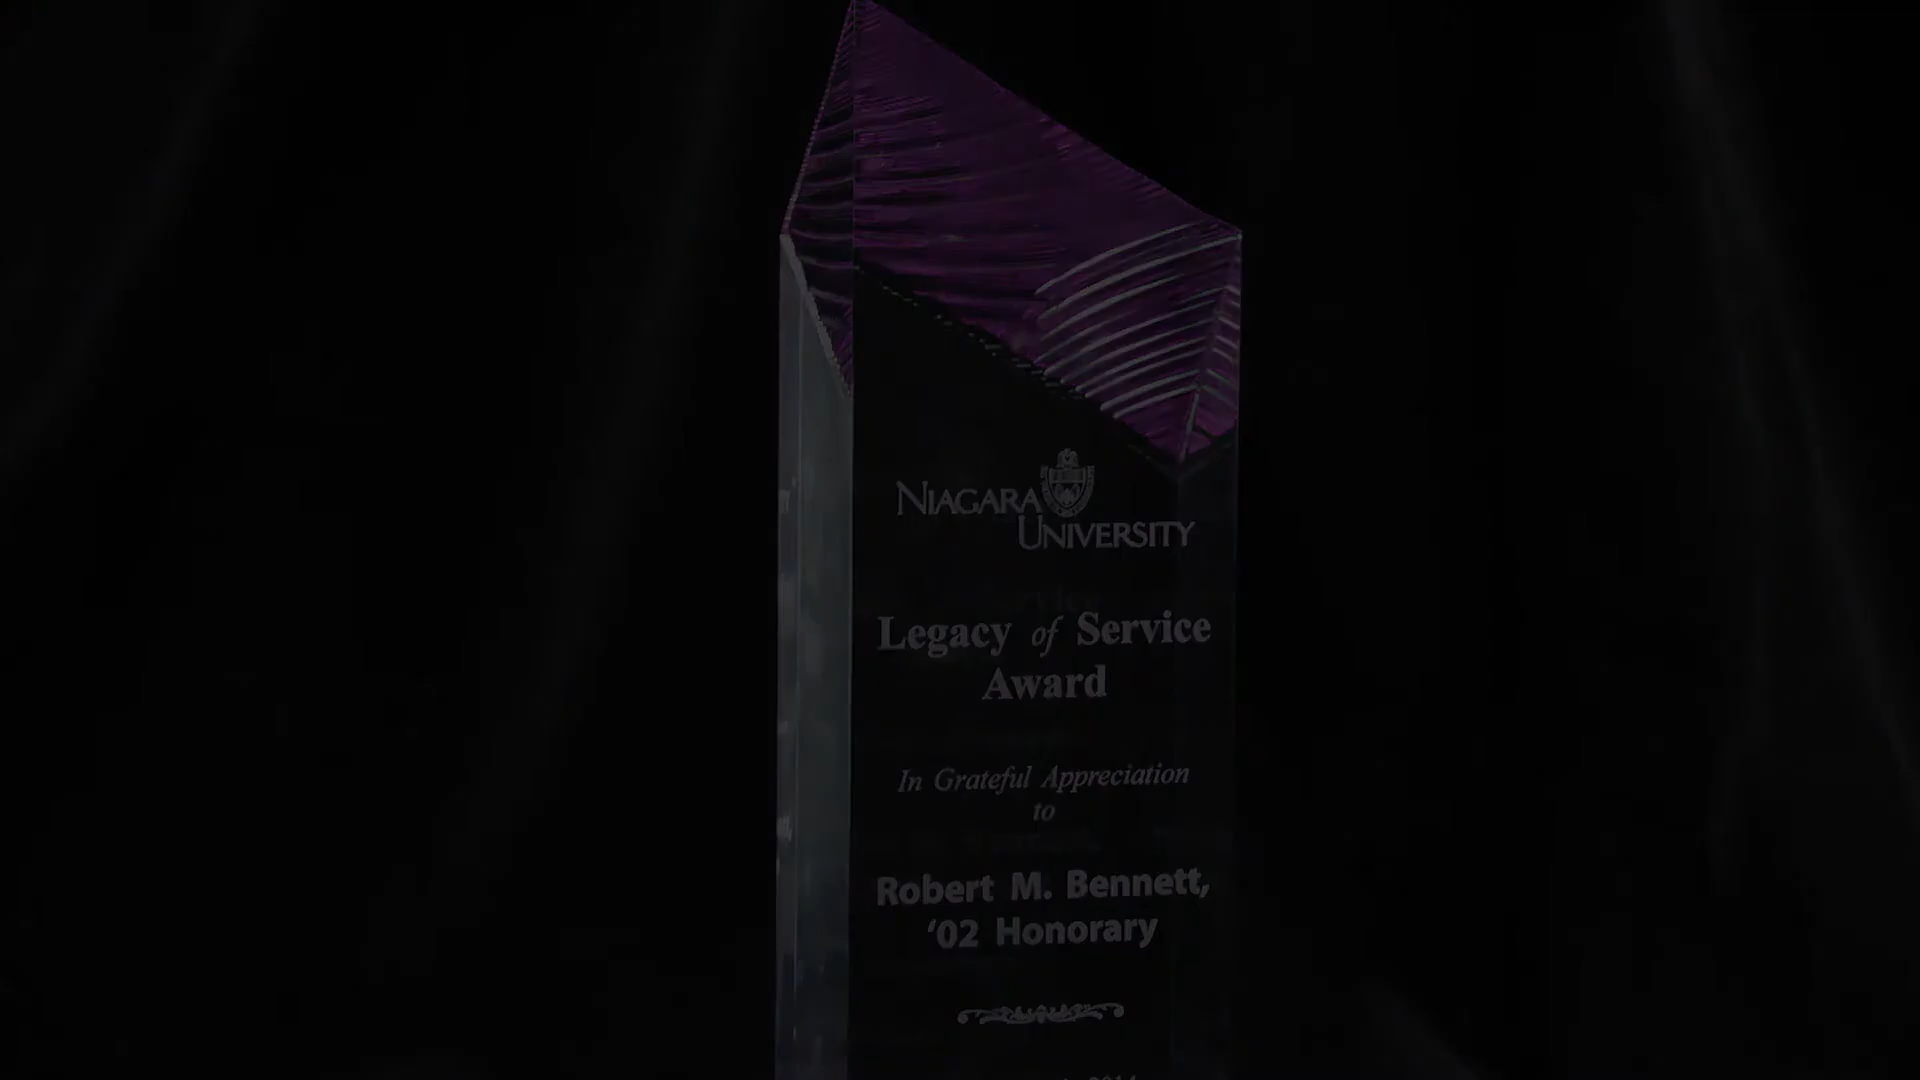 NIAGARA
UNIVERSITY
Legacy of Service
Award
In Grateful Appreciation
to
Robert M. Bennett,
‘02 Honorary